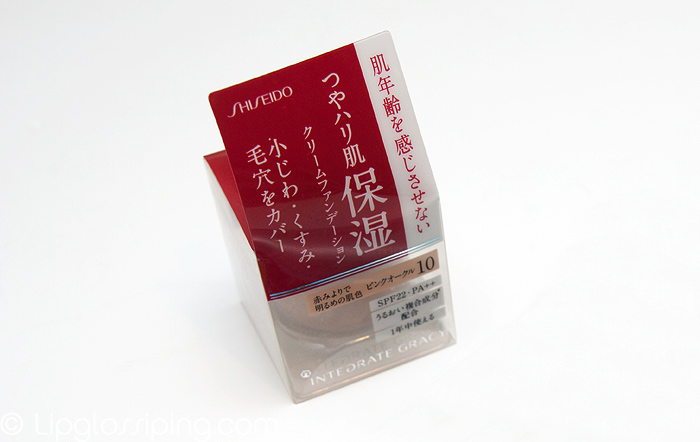 SHISEIDO
肌年齢を感じさせない
つやハリ肌
保湿
クリームファンデーション
・小じわ・くすみ・
毛穴をカバー
赤みよりで
明るめの肌色
ピンクオークル 10
SPF22・PA++
うるおい複合成分*
配合
1年中使える
INTEGRATE GRACY
© Lipglossiping.com